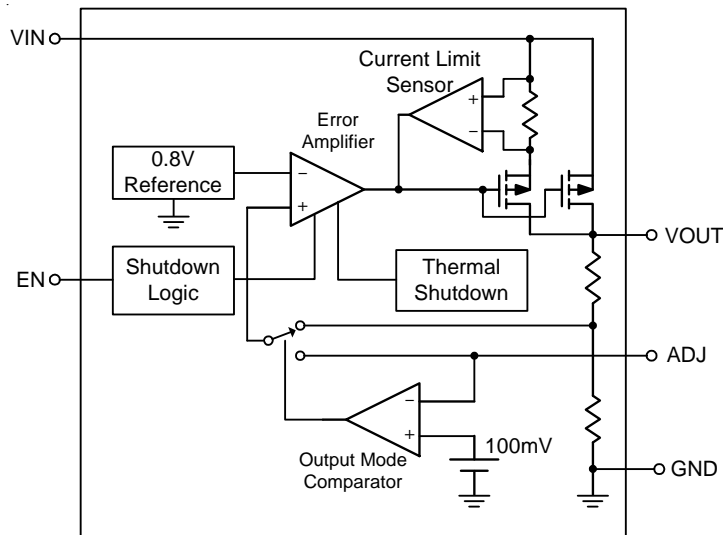 VIN
Current Limit
Sensor
+
−
Error
Amplifier
0.8V
Reference
−
+
VOUT
EN
Shutdown
Logic
Thermal
Shutdown
ADJ
−
+
100mV
Output Mode
Comparator
GND